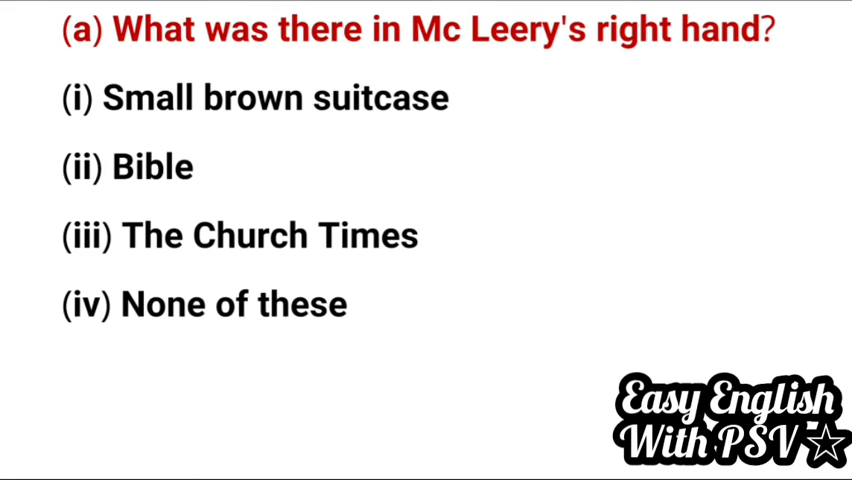 (a) What was there in Mc Leery's right hand?
(i) Small brown suitcase
(ii) Bible
(iii) The Church Times
(iv) None of these
Easy English
With PSV